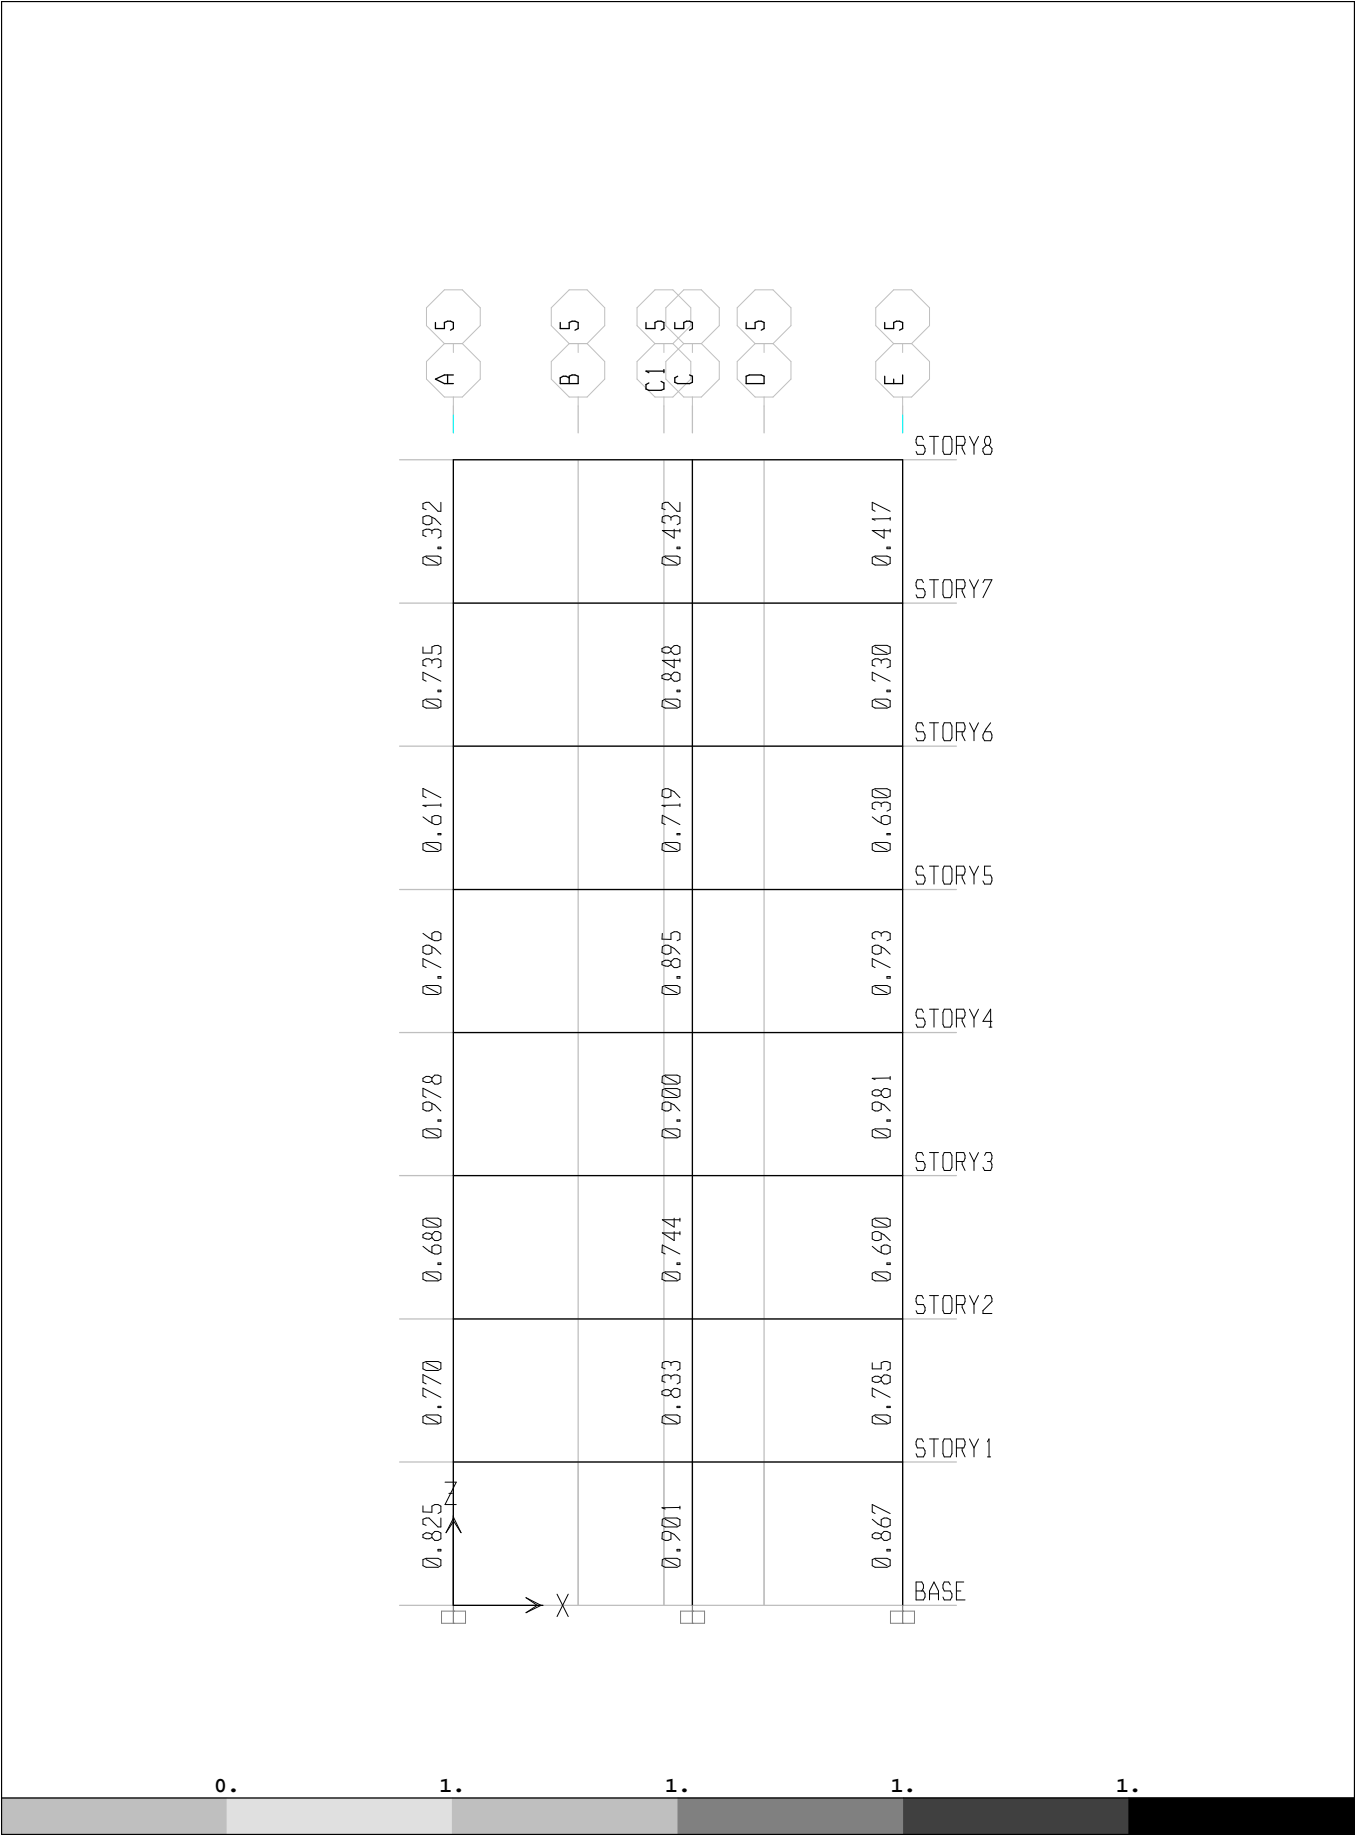 5 5 5 5 5 5
A B C1 C D E
STORY8
0.392 0.432 0.417
STORY7
0.735 0.848 0.730
STORY6
0.617 0.719 0.630
STORY5
0.796 0.895 0.793
STORY4
0.978 0.900 0.981
STORY3
0.680 0.744 0.690
STORY2
0.770 0.833 0.785
STORY1
Z
0.825 0.901 0.867
BASE
X
0. 1. 1. 1. 1.